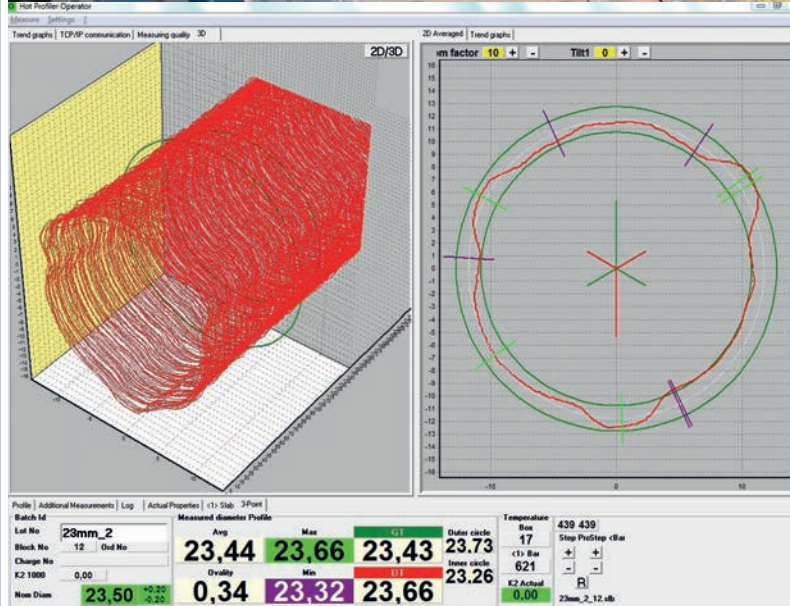 Hot Profiler Operator
Measure Settings ?
Trend graphs TCP/IP communication Measuring quality 3D
2D/3D
2D Averaged Trend graphs
m factor 10 + - Tilt1 0 + -
16
15
14
13
12
11
10
9
8
7
6
5
4
3
2
1
0
-1
-2
-3
-4
-5
-6
-7
-8
-9
-10
-11
-12
-13
-14
-15
-16
-10 0 10
Profile Additional Measurements Log Actual Properties <1> Slab 3-Point
Batch Id
Lot No 23mm_2
Block No 12 Ord No
Charge No
K2 1000 0,00
Nom Diam 23,50 +0.20 -0.20
Measured diameter Profile
Avg Max GT
23,44 23,66 23,43
Ovality Min DT
0,34 23,32 23,66
Outer circle
23.73
Inner circle
23.26
Temperature
Box
17
<1> Bar
621
K2 Actual
0,00
439 439
Step PreStep <Bar
+ +
- -
R
23mm_2_12.slb